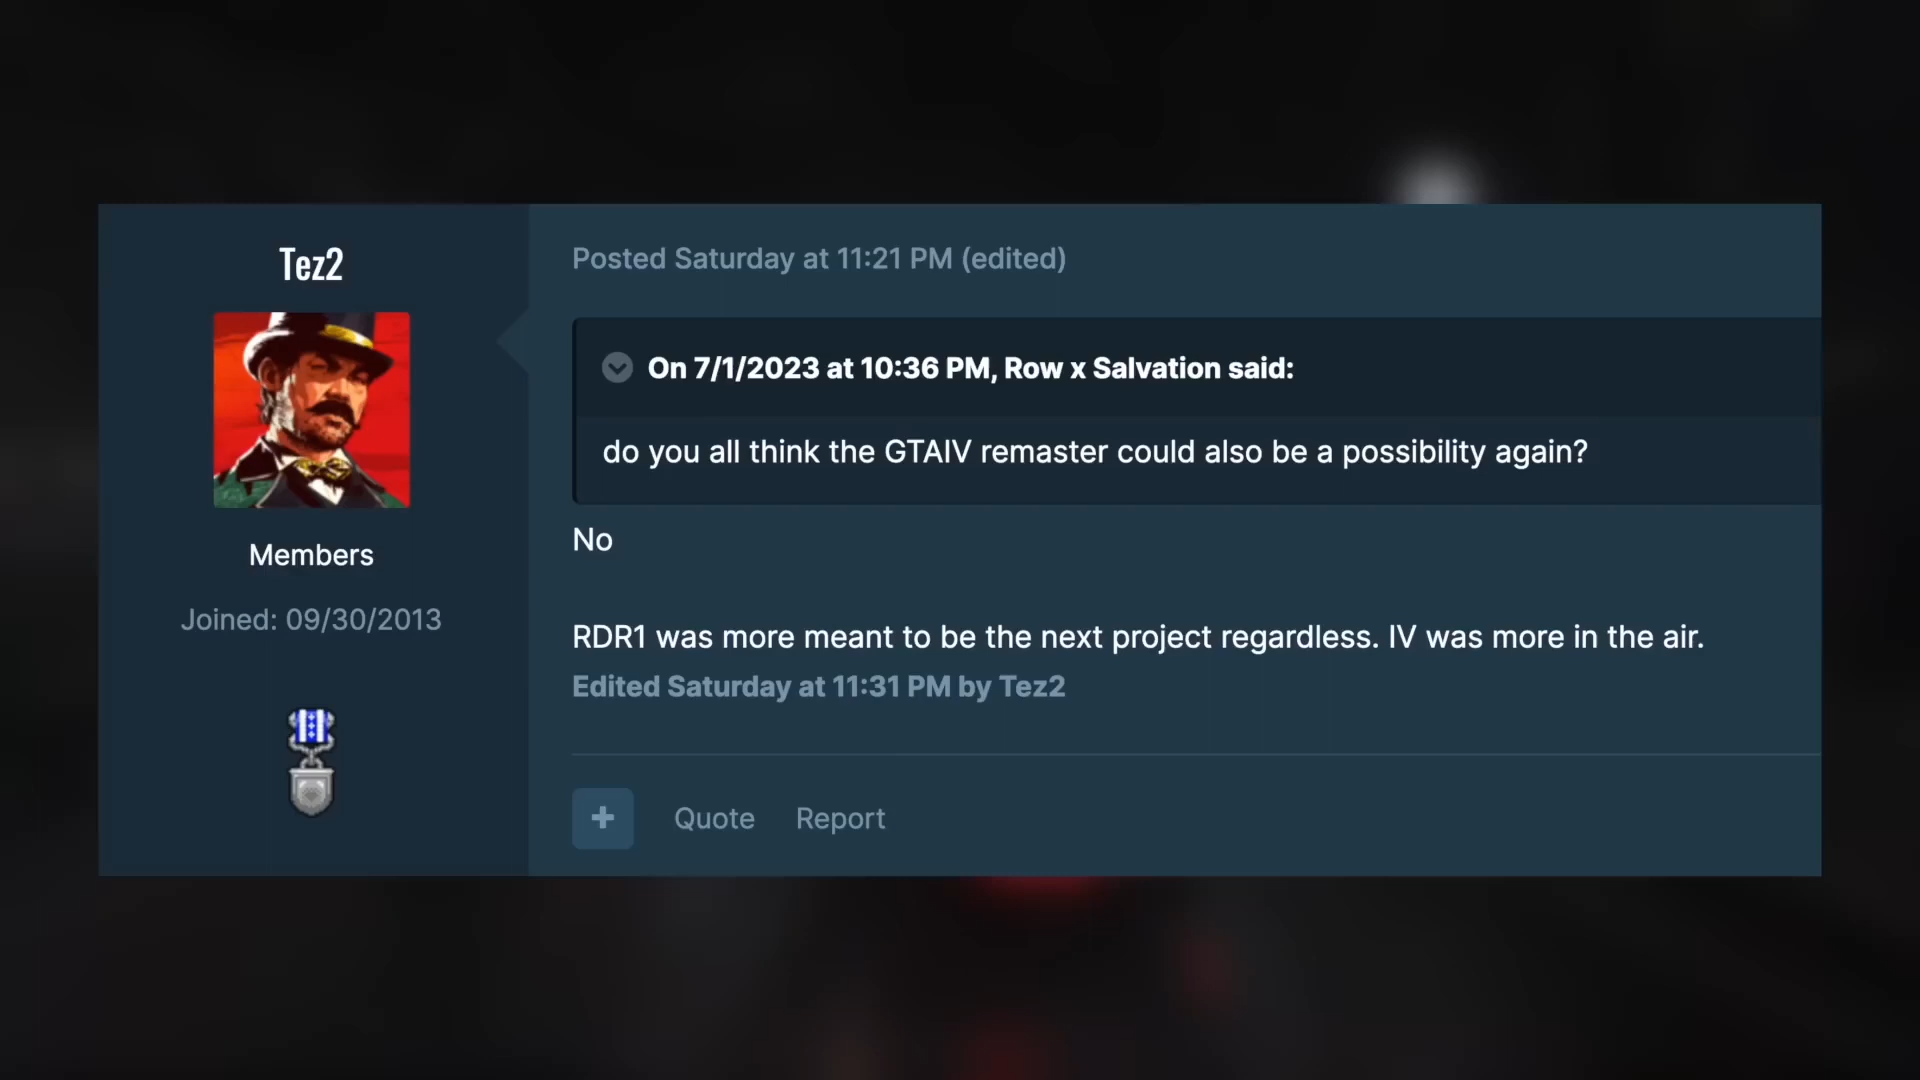 Tez2
Members
Joined: 09/30/2013
Posted Saturday at 11:21 PM (edited)
On 7/1/2023 at 10:36 PM, Row x Salvation said:
do you all think the GTAIV remaster could also be a possibility again?
No
RDR1 was more meant to be the next project regardless. IV was more in the air.
Edited Saturday at 11:31 PM by Tez2
+ Quote Report